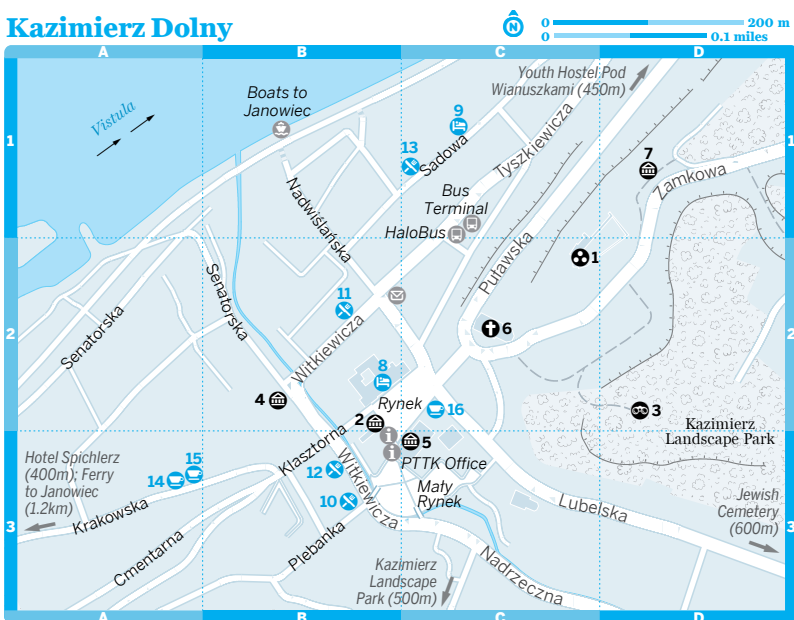 Kazimierz Dolny
N
0
200 m
0
0.1 miles
A
B
C
D
1
1
2
2
3
3
A
B
C
D
Vistula
Boats to
Janowiec
Youth Hostel Pod
Wianuszkami (450m)
9
13
Sadowa
Tyszkiewicza
7
Zamkowa
Bus
Terminal
HaloBus
Nadwiślańska
Puławska
1
Senatorska
Senatorska
11
Witkiewicza
6
8
4
Rynek
16
2
5
3
Kazimierz
Landscape Park
Hotel Spichlerz
(400m); Ferry
to Janowiec
(1.2km)
15
14
Klasztorna
Witkiewicza
i
i
PTTK Office
12
10
Mały
Rynek
Lubelska
Jewish
Cemetery
(600m)
Krakowska
Cmentarna
Plebanka
Kazimierz
Landscape
Park (500m)
Nadrzeczna